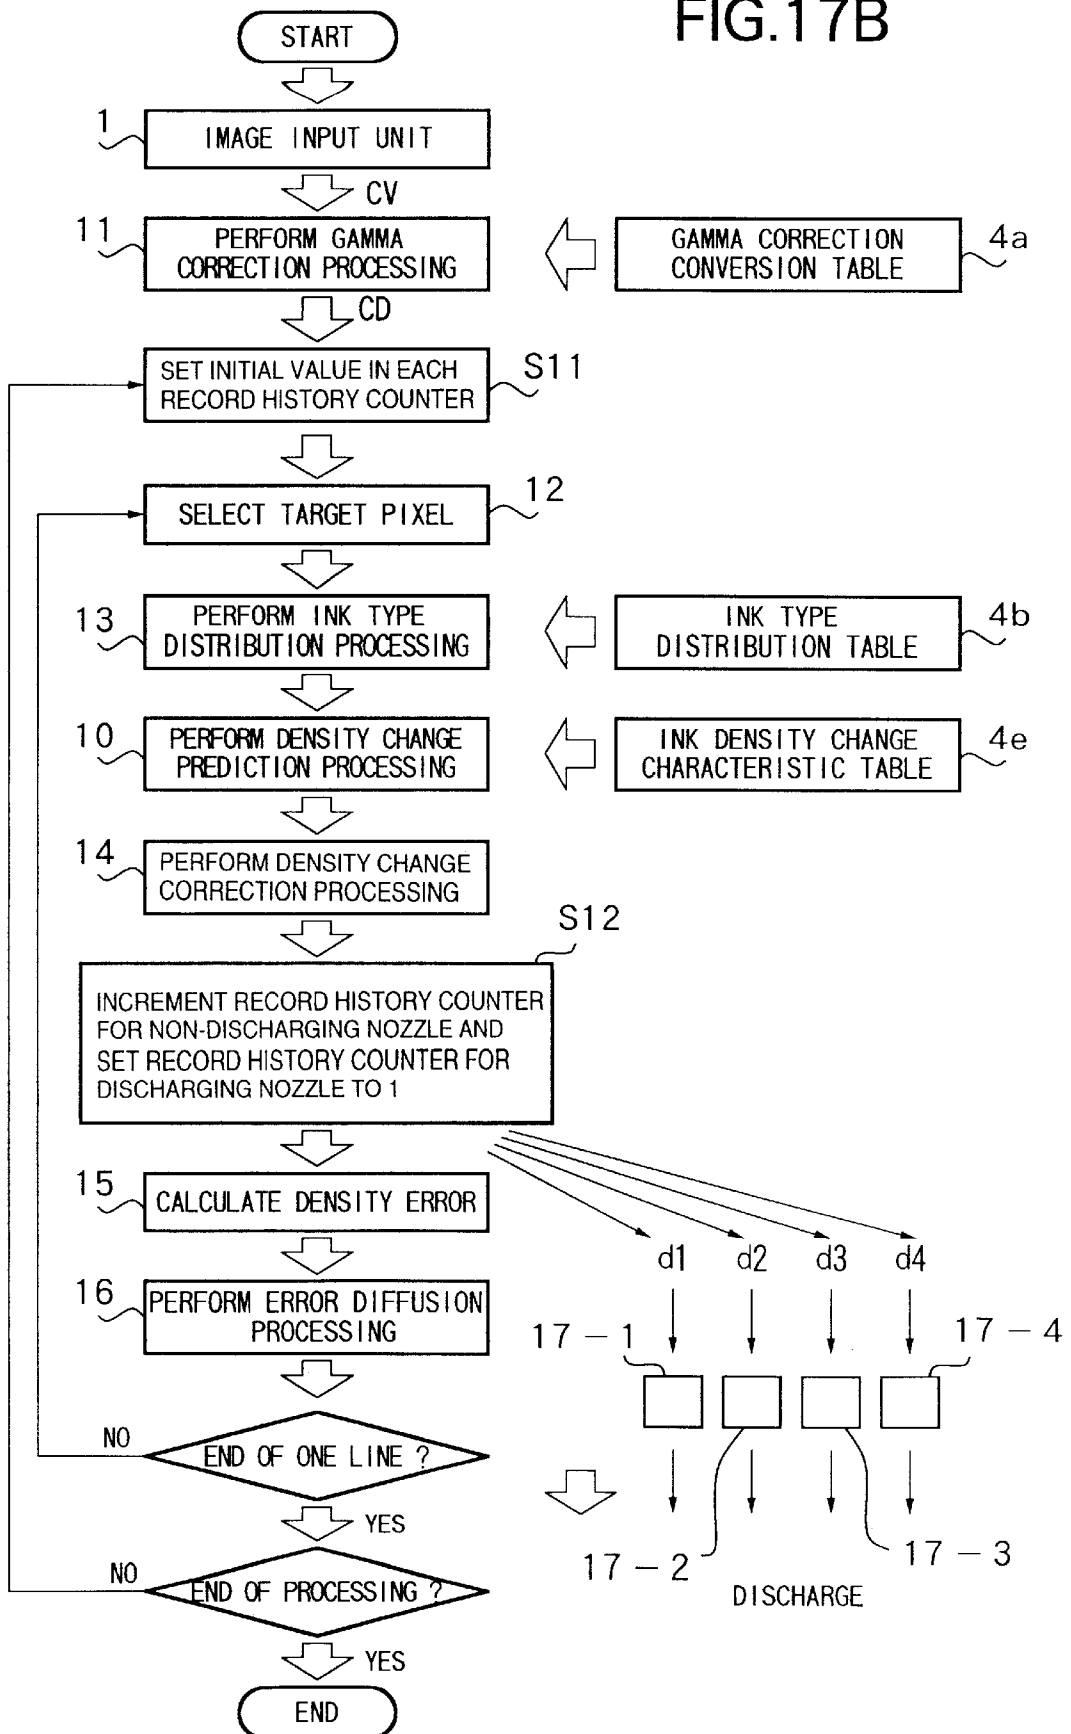 FIG.17B
START
1
IMAGE INPUT UNIT
CV
11
PERFORM GAMMA
CORRECTION PROCESSING
GAMMA CORRECTION
CONVERSION TABLE
4a
CD
SET INITIAL VALUE IN EACH
RECORD HISTORY COUNTER
S11
12
SELECT TARGET PIXEL
13
PERFORM INK TYPE
DISTRIBUTION PROCESSING
INK TYPE
DISTRIBUTION TABLE
4b
10
PERFORM DENSITY CHANGE
PREDICTION PROCESSING
INK DENSITY CHANGE
CHARACTERISTIC TABLE
4e
14
PERFORM DENSITY CHANGE
CORRECTION PROCESSING
S12
INCREMENT RECORD HISTORY COUNTER
FOR NON-DISCHARGING NOZZLE AND
SET RECORD HISTORY COUNTER FOR
DISCHARGING NOZZLE TO 1
15
CALCULATE DENSITY ERROR
16
PERFORM ERROR DIFFUSION
PROCESSING
d1 d2 d3 d4
17-1
17-4
NO
END OF ONE LINE ?
YES
17-2
17-3
DISCHARGE
NO
END OF PROCESSING ?
YES
END